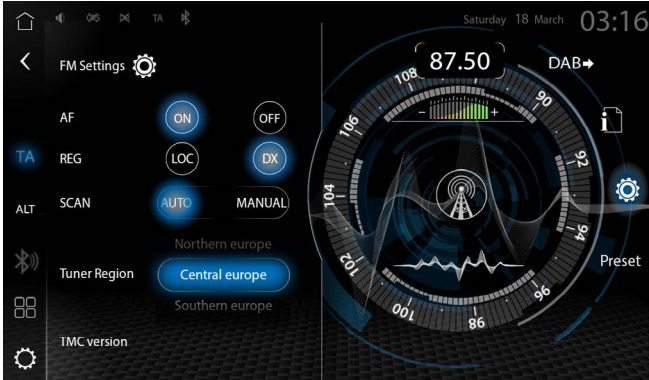 TA
Saturday 18 March 03:16
FM Settings
87.50
DAB
AF ON OFF
TA
REG LOC DX
ALT
SCAN AUTO MANUAL
Northern europe
Tuner Region Central europe
Southern europe
TMC version
108
90
106
92
104
94
102
96
100
98
- +
i
Preset